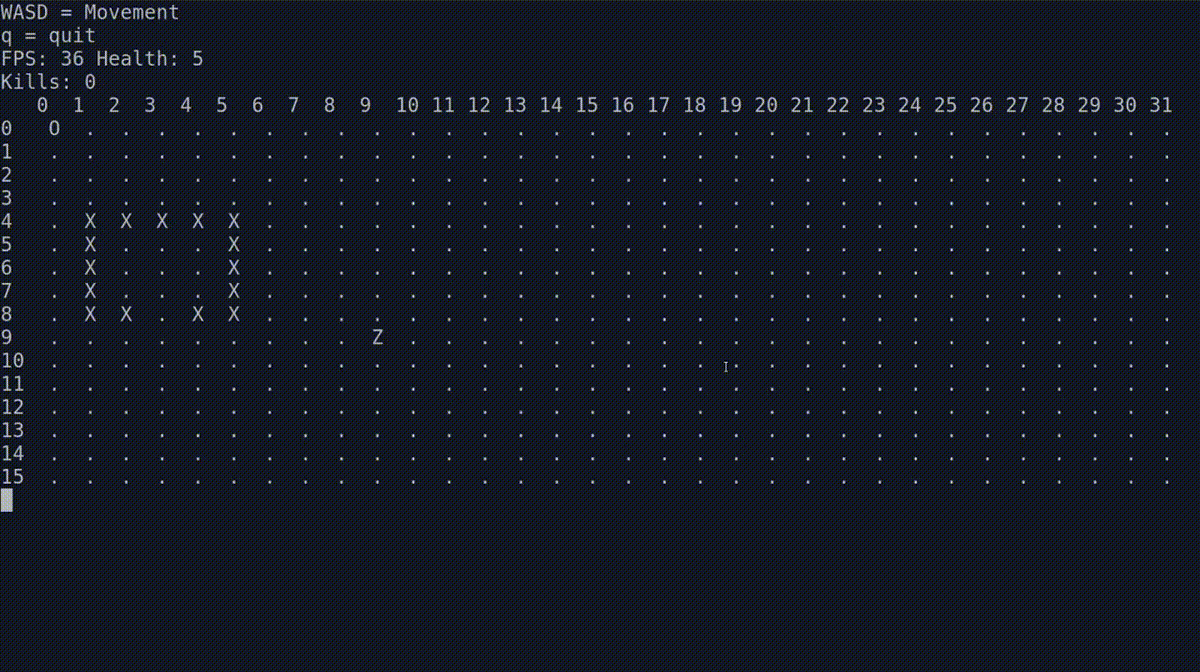 WASD = Movement
q = quit
FPS: 36 Health: 5
Kills: 0
0 1 2 3 4 5 6 7 8 9 10 11 12 13 14 15 16 17 18 19 20 21 22 23 24 25 26 27 28 29 30 31
0 O . . . . . . . . . . . . . . . . . . . . . . . . . . . . . . .
1 . . . . . . . . . . . . . . . . . . . . . . . . . . . . . . . .
2 . . . . . . . . . . . . . . . . . . . . . . . . . . . . . . . .
3 . . . . . . . . . . . . . . . . . . . . . . . . . . . . . . . .
4 . X X X X X . . . . . . . . . . . . . . . . . . . . . . . . . .
5 . X . . . X . . . . . . . . . . . . . . . . . . . . . . . . . .
6 . X . . . X . . . . . . . . . . . . . . . . . . . . . . . . . .
7 . X . . . X . . . . . . . . . . . . . . . . . . . . . . . . . .
8 . X X . X X . . . . . . . . . . . . . . . . . . . . . . . . . .
9 . . . . . . . . . Z . . . . . . . . . . . . . . . . . . . . . .
10 . . . . . . . . . . . . . . . . . . . . . . . . . . . . . . . .
11 . . . . . . . . . . . . . . . . . . . . . . . . . . . . . . . .
12 . . . . . . . . . . . . . . . . . . . . . . . . . . . . . . . .
13 . . . . . . . . . . . . . . . . . . . . . . . . . . . . . . . .
14 . . . . . . . . . . . . . . . . . . . . . . . . . . . . . . . .
15 . . . . . . . . . . . . . . . . . . . . . . . . . . . . . . . .